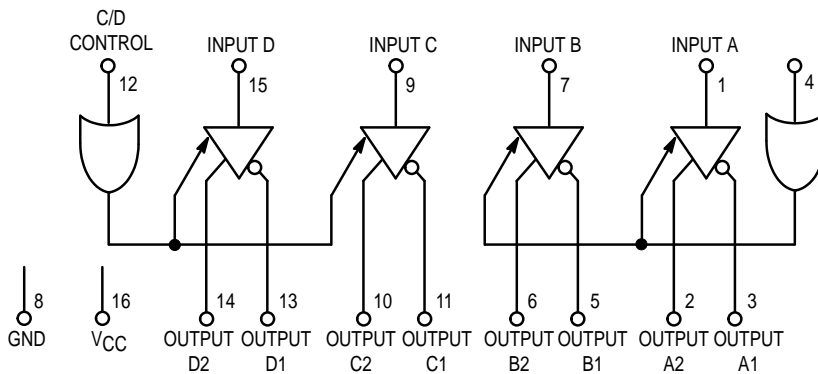 C/D
CONTROL
INPUT D
INPUT C
INPUT B
INPUT A
12
15
9
7
1
4
8
16
14
13
10
11
6
5
2
3
GND
VCC
OUTPUT
D2
OUTPUT
D1
OUTPUT
C2
OUTPUT
C1
OUTPUT
B2
OUTPUT
B1
OUTPUT
A2
OUTPUT
A1